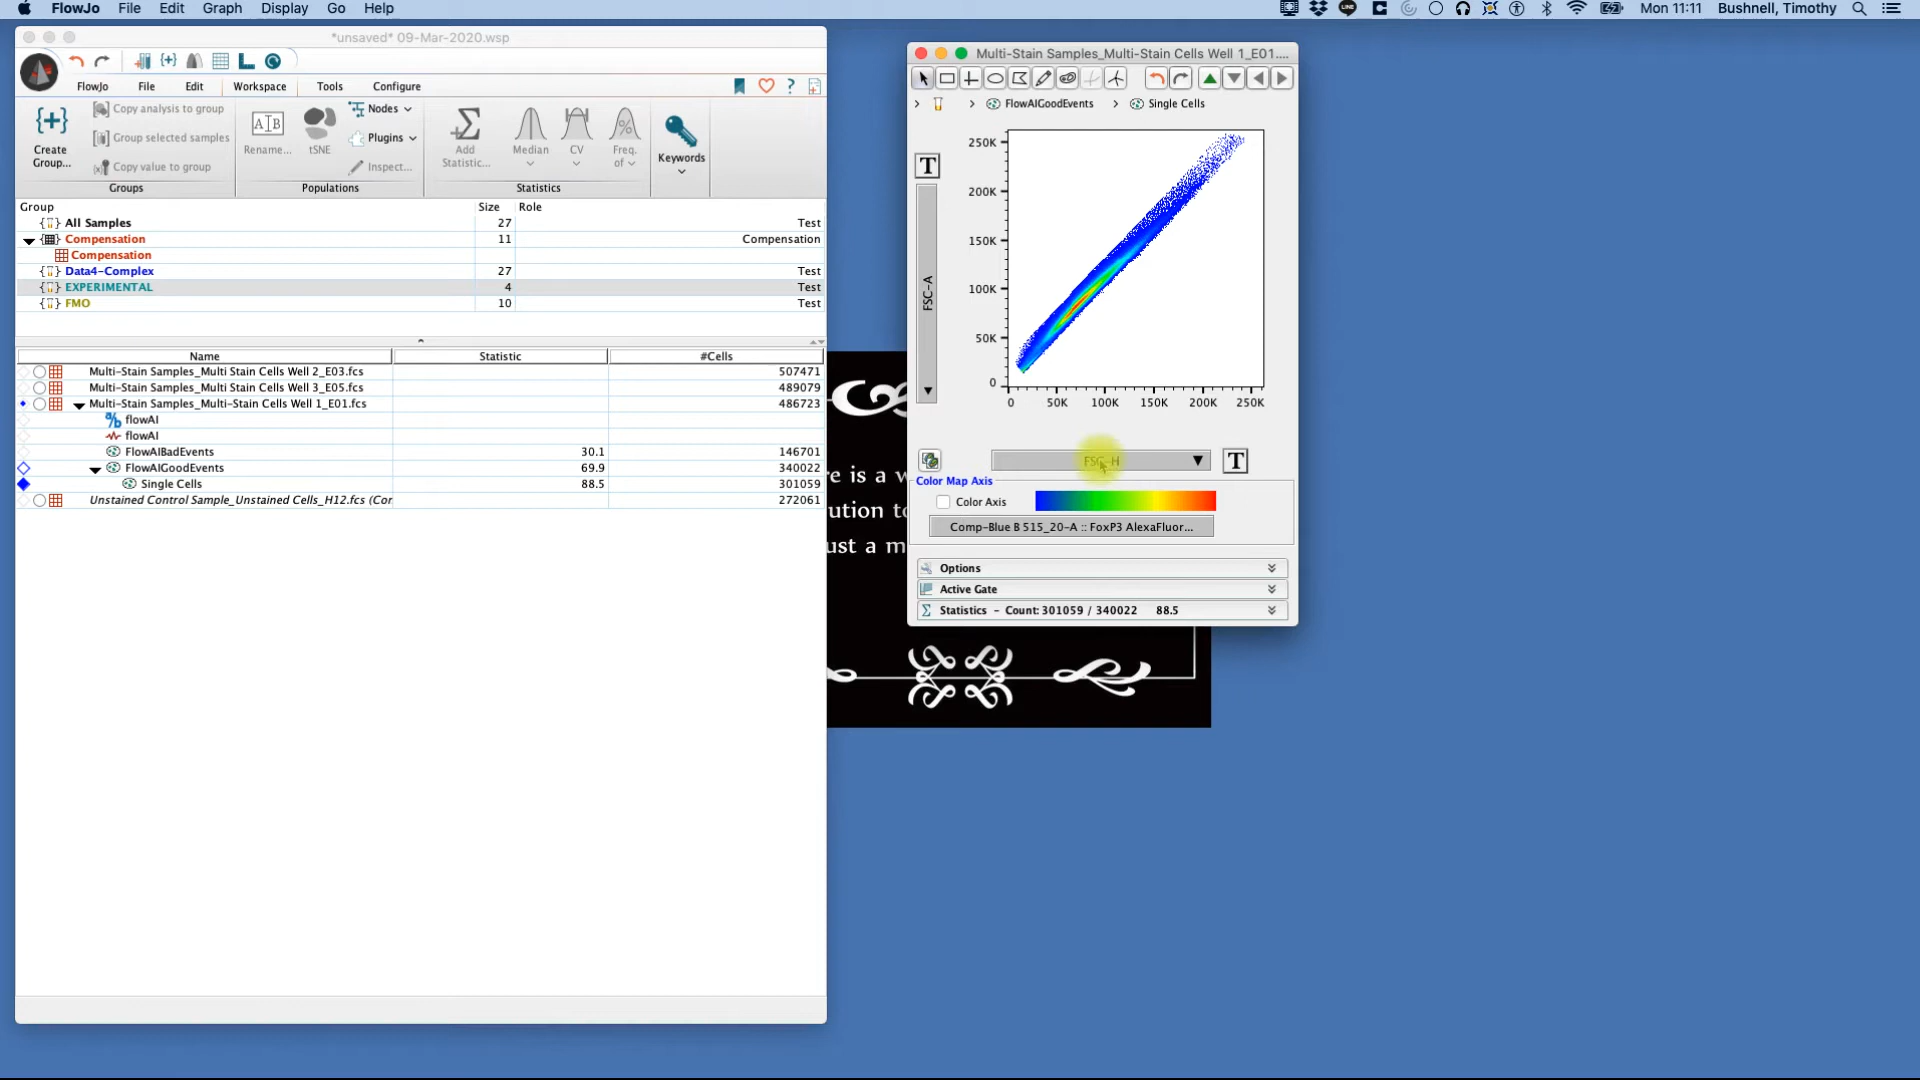 FlowJo File Edit Graph Display Go Help Mon 11:11 Bushnell, Timothy
*unsaved* 09-Mar-2020.wsp
FlowJo File Edit Workspace Tools Configure
Create Group...
Copy analysis to group
Group selected samples
Copy value to group
Groups
Rename...
tSNE
Nodes
Plugins
Inspect...
Populations
Add Statistic...
Median
CV
Freq. of
Statistics
Keywords
Group Size Role
All Samples 27 Test
Compensation 11 Compensation
Compensation
Data4-Complex 27 Test
EXPERIMENTAL 4 Test
FMO 10 Test
Name Statistic #Cells
Multi-Stain Samples_Multi Stain Cells Well 2_E03.fcs 507471
Multi-Stain Samples_Multi Stain Cells Well 3_E05.fcs 489079
Multi-Stain Samples_Multi-Stain Cells Well 1_E01.fcs 486723
flowAI
flowAI
FlowAIBadEvents 30.1 146701
FlowAIGoodEvents 69.9 340022
Single Cells 88.5 301059
Unstained Control Sample_Unstained Cells_H12.fcs (Cor 272061
re is a w
ution to
ust a m
Multi-Stain Samples_Multi-Stain Cells Well 1_E01....
FlowAIGoodEvents Single Cells
T
FSC-A
250K
200K
150K
100K
50K
0
0 50K 100K 150K 200K 250K
FSC-H T
Color Map Axis
Color Axis
Comp-Blue B 515_20-A :: FoxP3 AlexaFluor...
Options
Active Gate
Statistics - Count: 301059 / 340022 88.5